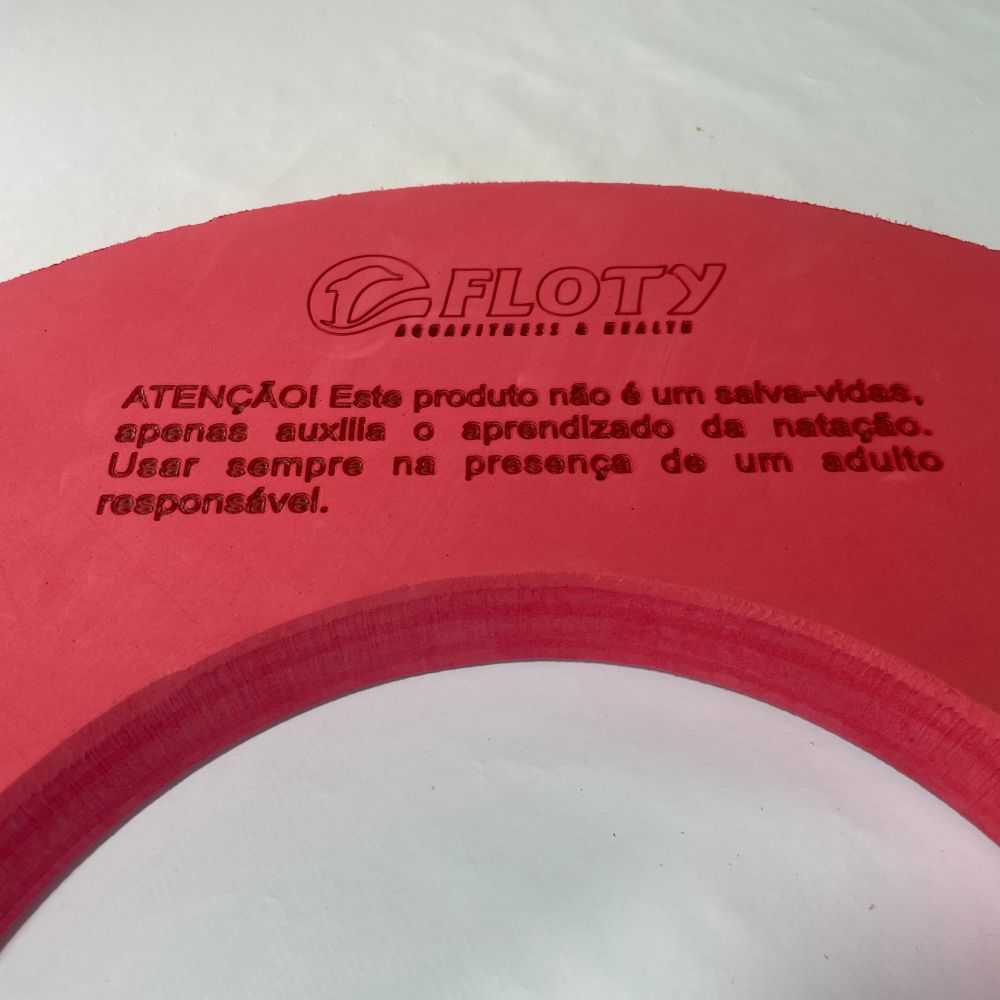 FLOTY
AQUAFITNESS & HEALTH
ATENÇÃO! Este produto não é um salva-vidas,
apenas auxilia o aprendizado da natação.
Usar sempre na presença de um adulto
responsável.